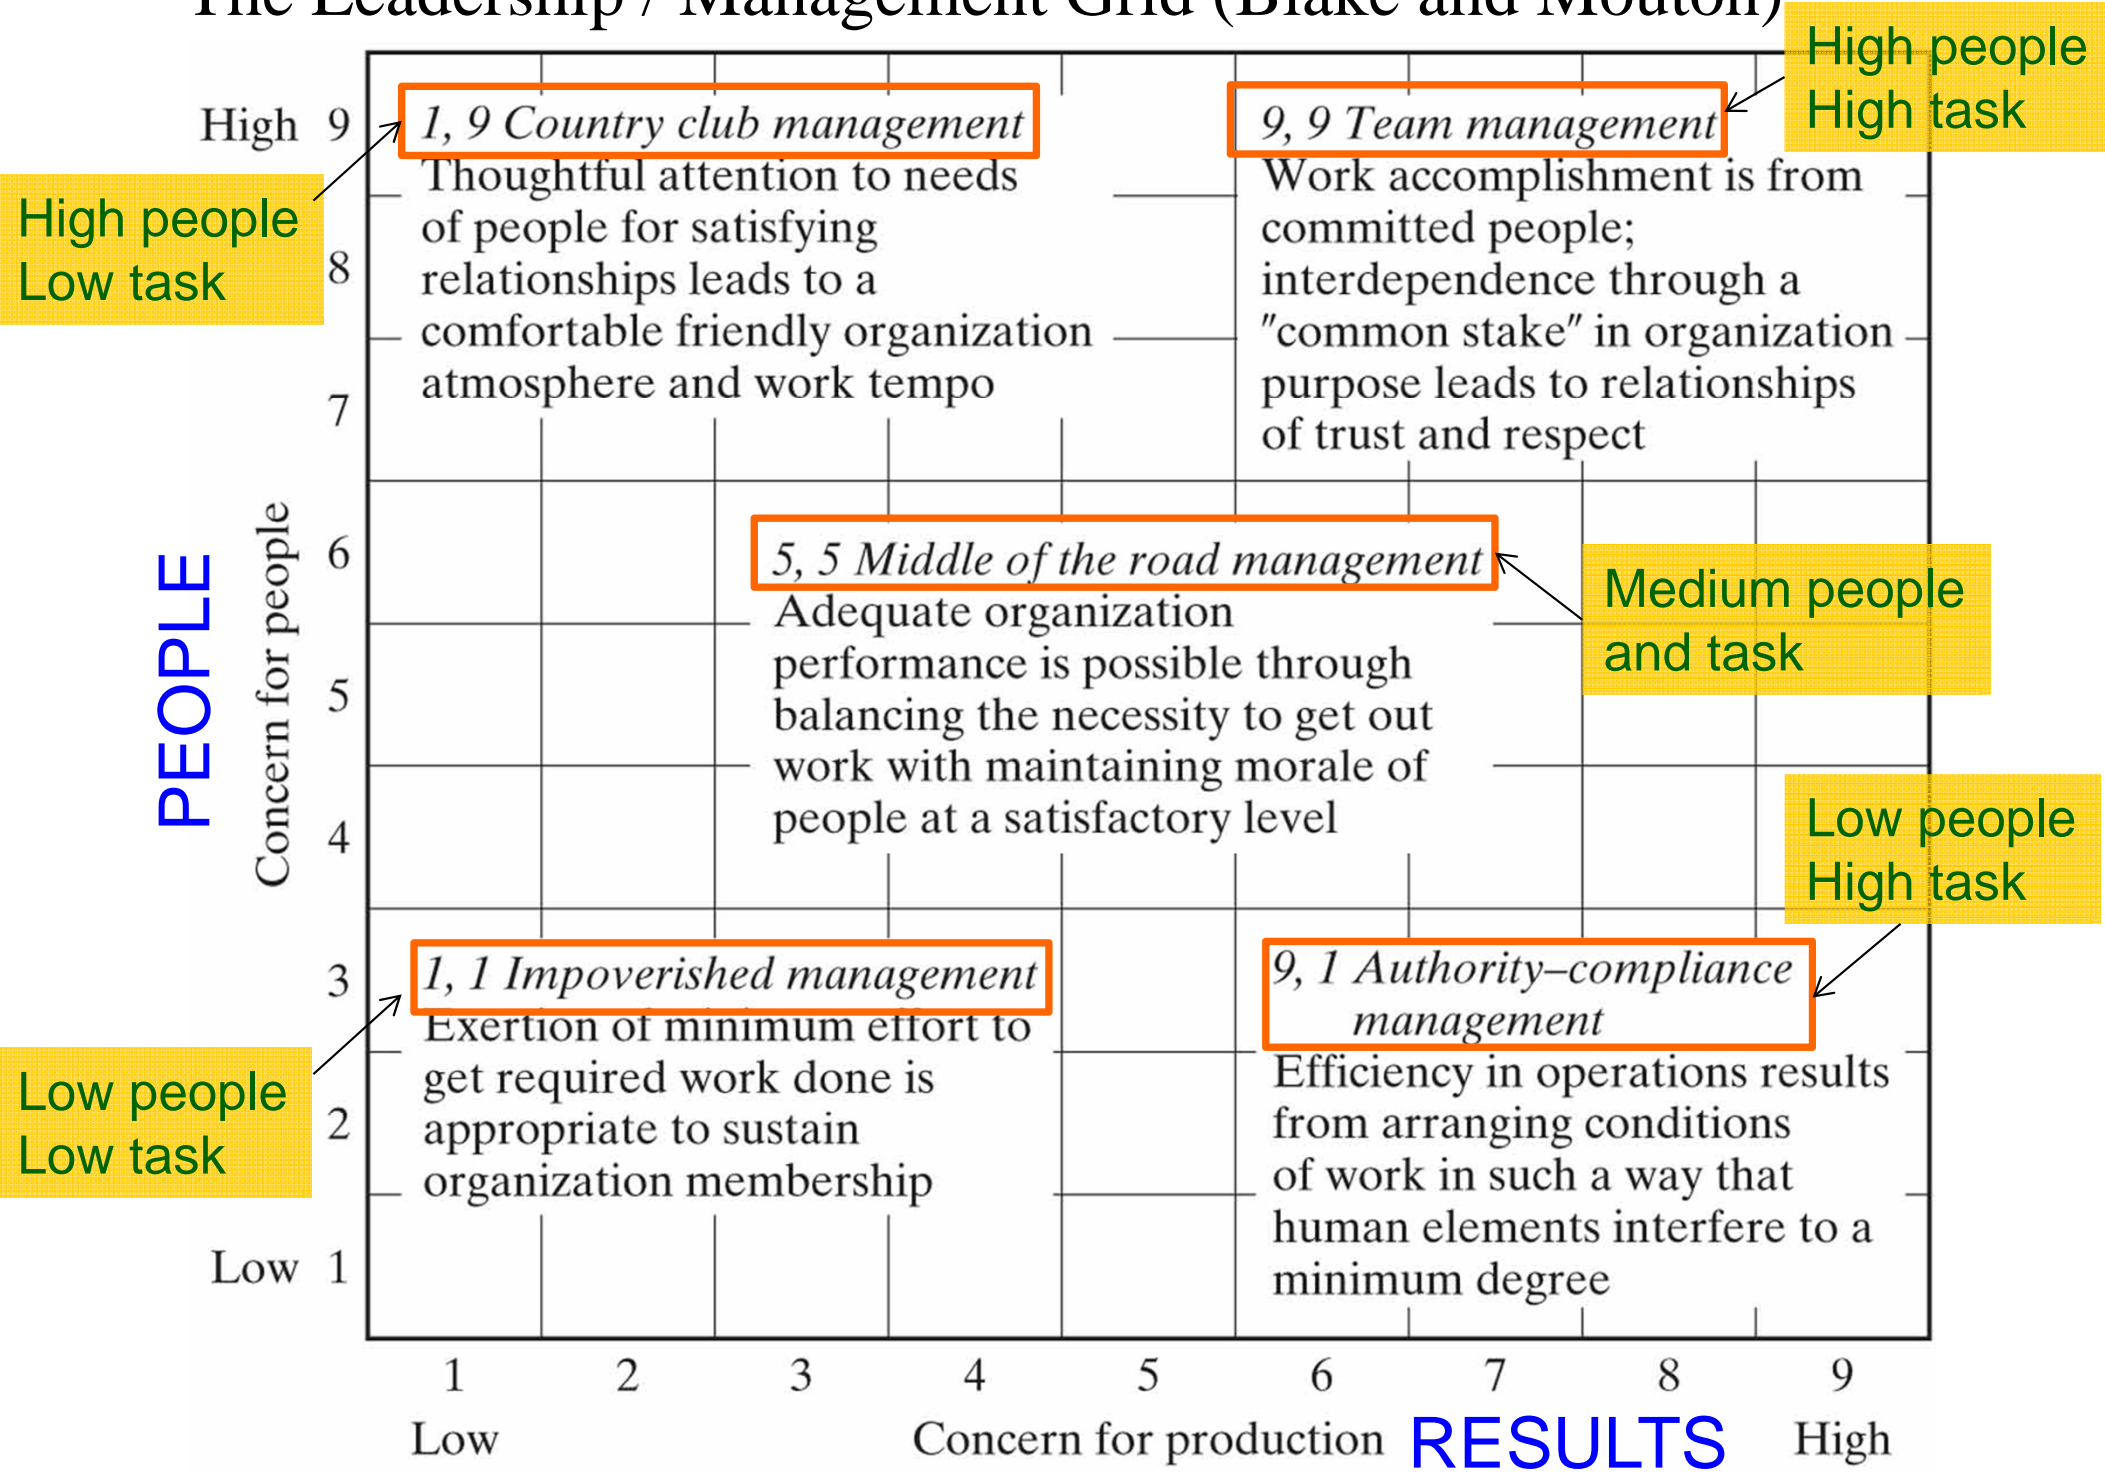 The Leadership / Management Grid (Blake and Mouton)
High people
High task
High 9
1, 9 Country club management
Thoughtful attention to needs
of people for satisfying
relationships leads to a
comfortable friendly organization
atmosphere and work tempo
9, 9 Team management
Work accomplishment is from
committed people;
interdependence through a
"common stake" in organization
purpose leads to relationships
of trust and respect
High people
Low task
8
7
PEOPLE
Concern for people
6
5
4
5, 5 Middle of the road management
Adequate organization
performance is possible through
balancing the necessity to get out
work with maintaining morale of
people at a satisfactory level
Medium people
and task
Low people
High task
3
1, 1 Impoverished management
Exertion of minimum effort to
get required work done is
appropriate to sustain
organization membership
9, 1 Authority–compliance
management
Efficiency in operations results
from arranging conditions
of work in such a way that
human elements interfere to a
minimum degree
Low people
Low task
2
Low 1
1 2 3 4 5 6 7 8 9
Low Concern for production RESULTS High